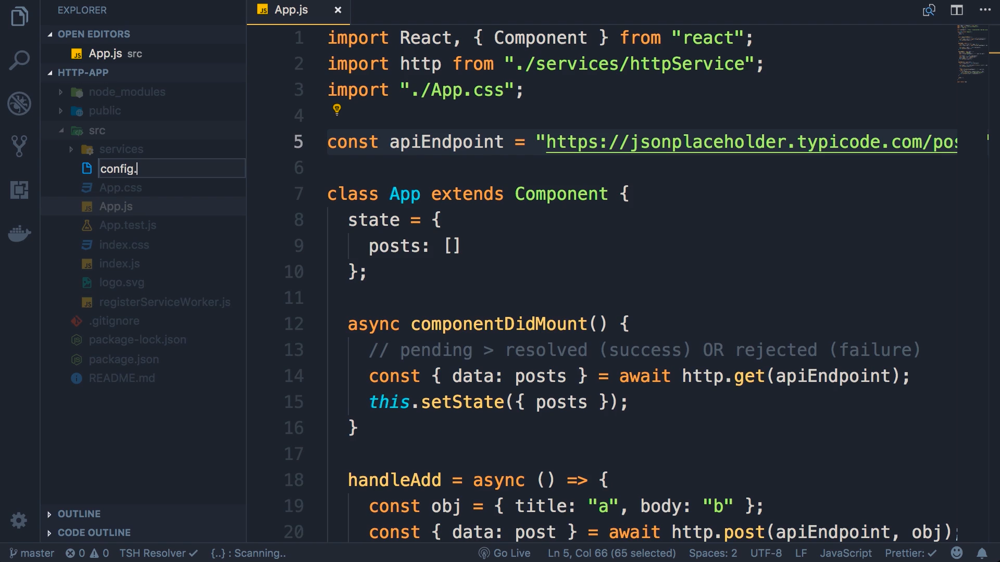 EXPLORER
OPEN EDITORS
JS App.js src
HTTP-APP
node_modules
public
src
services
config.
App.css
JS App.js
App.test.js
index.css
JS index.js
logo.svg
JS registerServiceWorker.js
.gitignore
package-lock.json
package.json
README.md
OUTLINE
CODE OUTLINE
JS App.js ×
1 import React, { Component } from "react";
2 import http from "./services/httpService";
3 import "./App.css";
4
5 const apiEndpoint = "https://jsonplaceholder.typicode.com/pos
6
7 class App extends Component {
8 state = {
9 posts: []
10 };
11
12 async componentDidMount() {
13 // pending > resolved (success) OR rejected (failure)
14 const { data: posts } = await http.get(apiEndpoint);
15 this.setState({ posts });
16 }
17
18 handleAdd = async () => {
19 const obj = { title: "a", body: "b" };
20 const { data: post } = await http.post(apiEndpoint, obj);
master 0 0 TSH Resolver ✓ {..} : Scanning.. Go Live Ln 5, Col 66 (65 selected) Spaces: 2 UTF-8 LF JavaScript Prettier: ✓